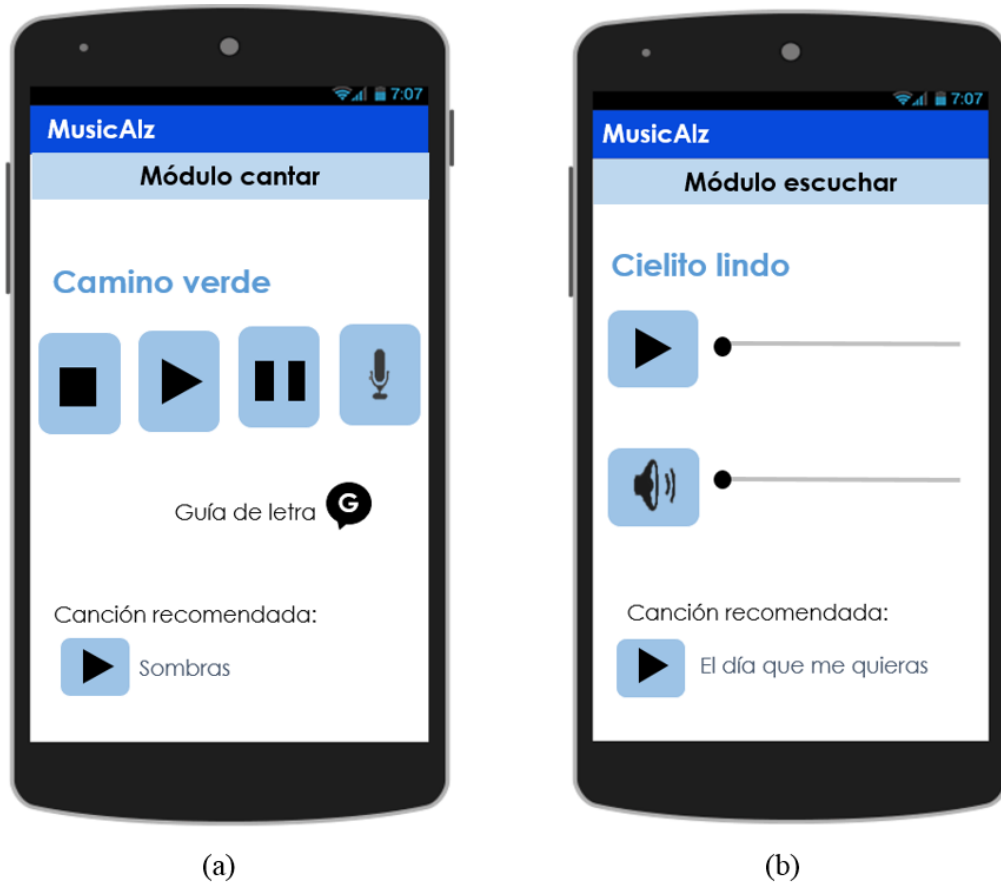 7:07
MusicAlz
Módulo cantar
Camino verde
Guía de letra G
Canción recomendada:
Sombras
(a)
7:07
MusicAlz
Módulo escuchar
Cielito lindo
Canción recomendada:
El día que me quieras
(b)